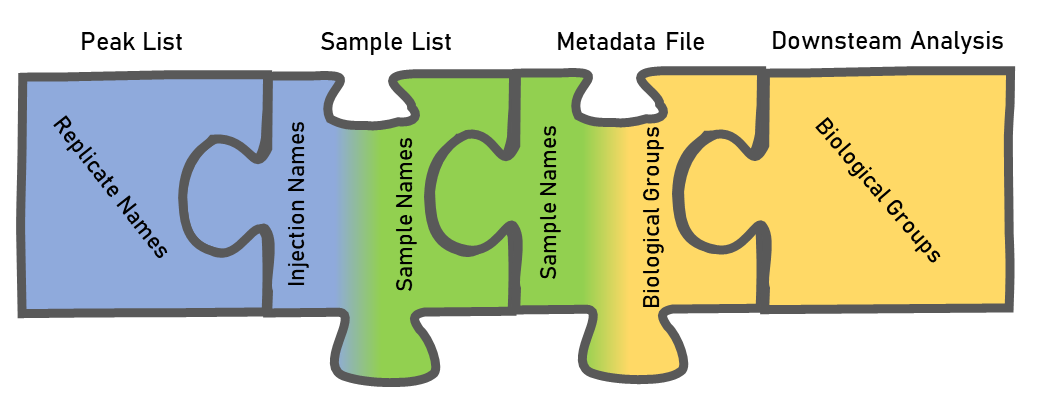 Peak List
Sample List
Metadata File
Downsteam Analysis
Replicate Names
Injection Names
Sample Names
Sample Names
Biological Groups
Biological Groups